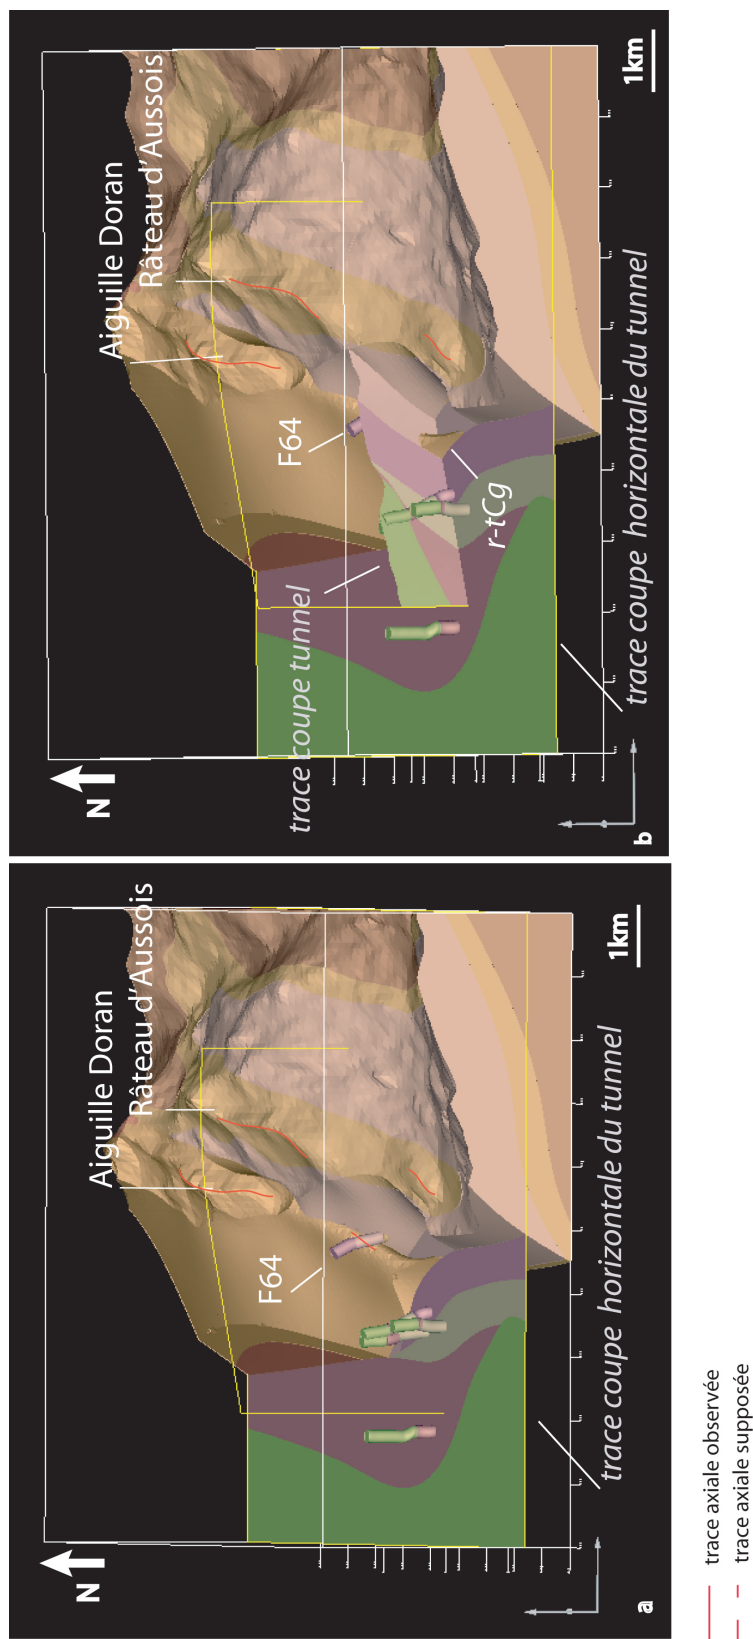 N
Aiguille Doran
Râteau d'Aussois
F64
trace coupe horizontale du tunnel
1km
a
N
Aiguille Doran
Râteau d'Aussois
F64
trace coupe tunnel
r-tCg
trace coupe horizontale du tunnel
1km
b
trace axiale observée
trace axiale supposée